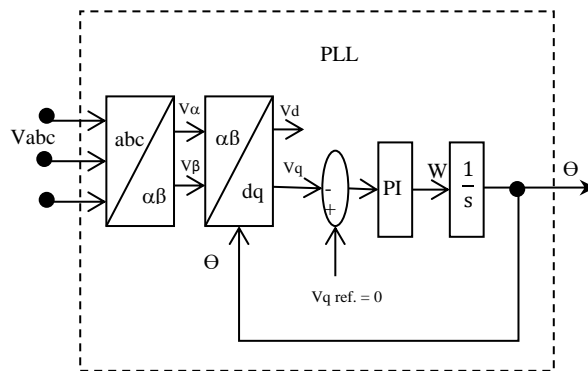 PLL
Vabc
abc
αβ
Vα
Vβ
αβ
dq
Vd
Vq
-
+
Vq ref. = 0
PI
W
1
s
ϴ
ϴ